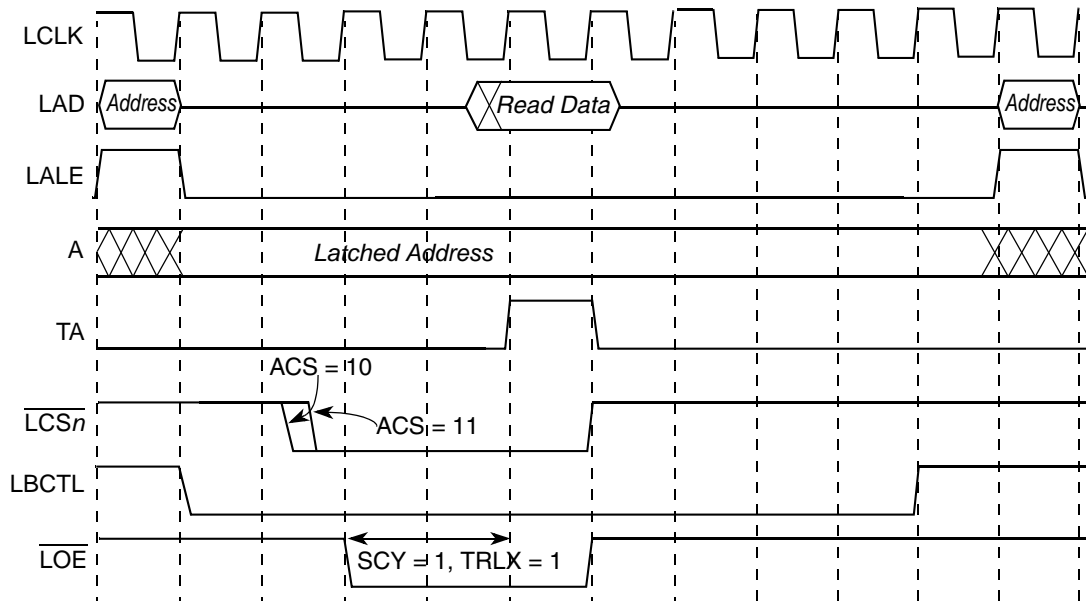 LCLK
LAD
Address
Read Data
Address
LALE
A
Latched Address
TA
ACS = 10
LCSn
ACS = 11
LBCTL
LOE
SCY = 1, TRLX = 1